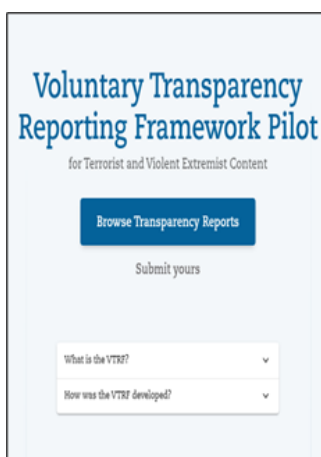 Voluntary Transparency
Reporting Framework Pilot
for Terrorist and Violent Extremist Content
Browse Transparency Reports
Submit yours
What is the VTRF?
How was the VTRF developed?